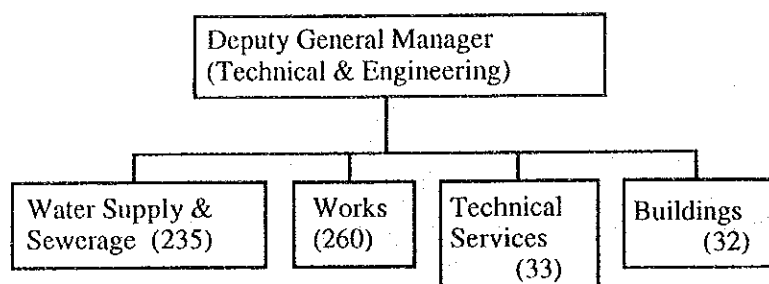 Deputy General Manager
(Technical & Engineering)
Water Supply &
Sewerage (235)
Works
(260)
Technical
Services
(33)
Buildings
(32)